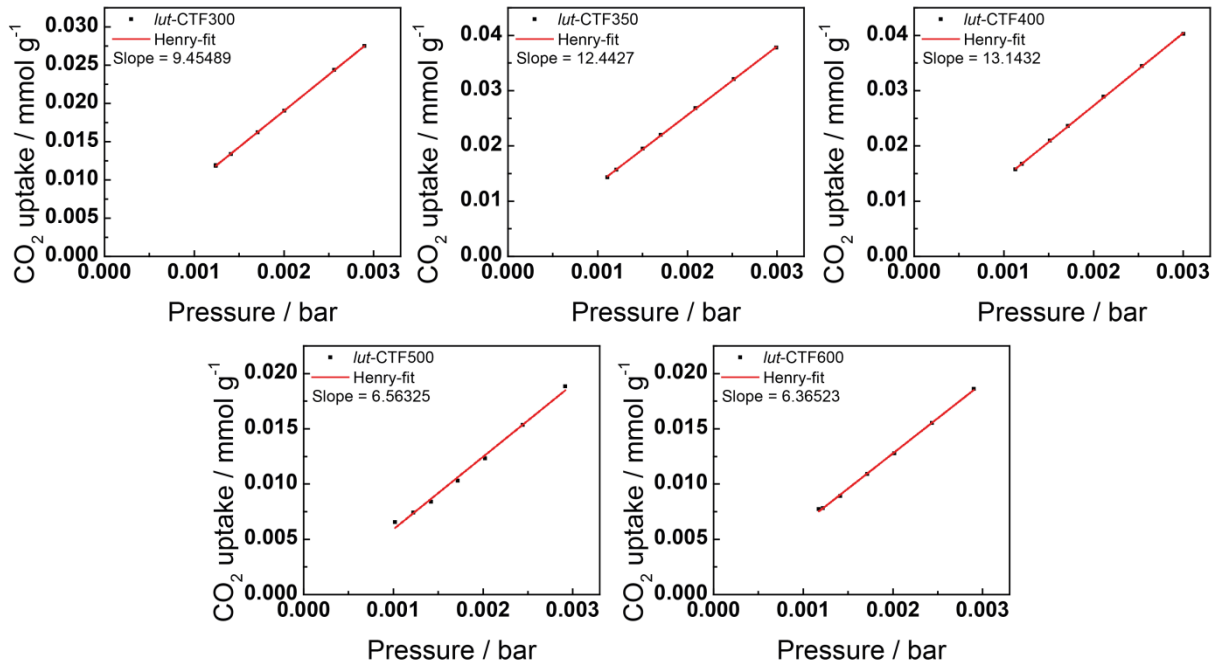 lut-CTF300
Henry-fit
Slope = 9.45489
CO2 uptake / mmol g-1
0.030
0.025
0.020
0.015
0.010
0.005
0.000
0.000 0.001 0.002 0.003
Pressure / bar
lut-CTF350
Henry-fit
Slope = 12.4427
CO2 uptake / mmol g-1
0.04
0.03
0.02
0.01
0.00
0.000 0.001 0.002 0.003
Pressure / bar
lut-CTF400
Henry-fit
Slope = 13.1432
CO2 uptake / mmol g-1
0.04
0.03
0.02
0.01
0.00
0.000 0.001 0.002 0.003
Pressure / bar
lut-CTF500
Henry-fit
Slope = 6.56325
CO2 uptake / mmol g-1
0.020
0.015
0.010
0.005
0.000
0.000 0.001 0.002 0.003
Pressure / bar
lut-CTF600
Henry-fit
Slope = 6.36523
CO2 uptake / mmol g-1
0.020
0.015
0.010
0.005
0.000
0.000 0.001 0.002 0.003
Pressure / bar